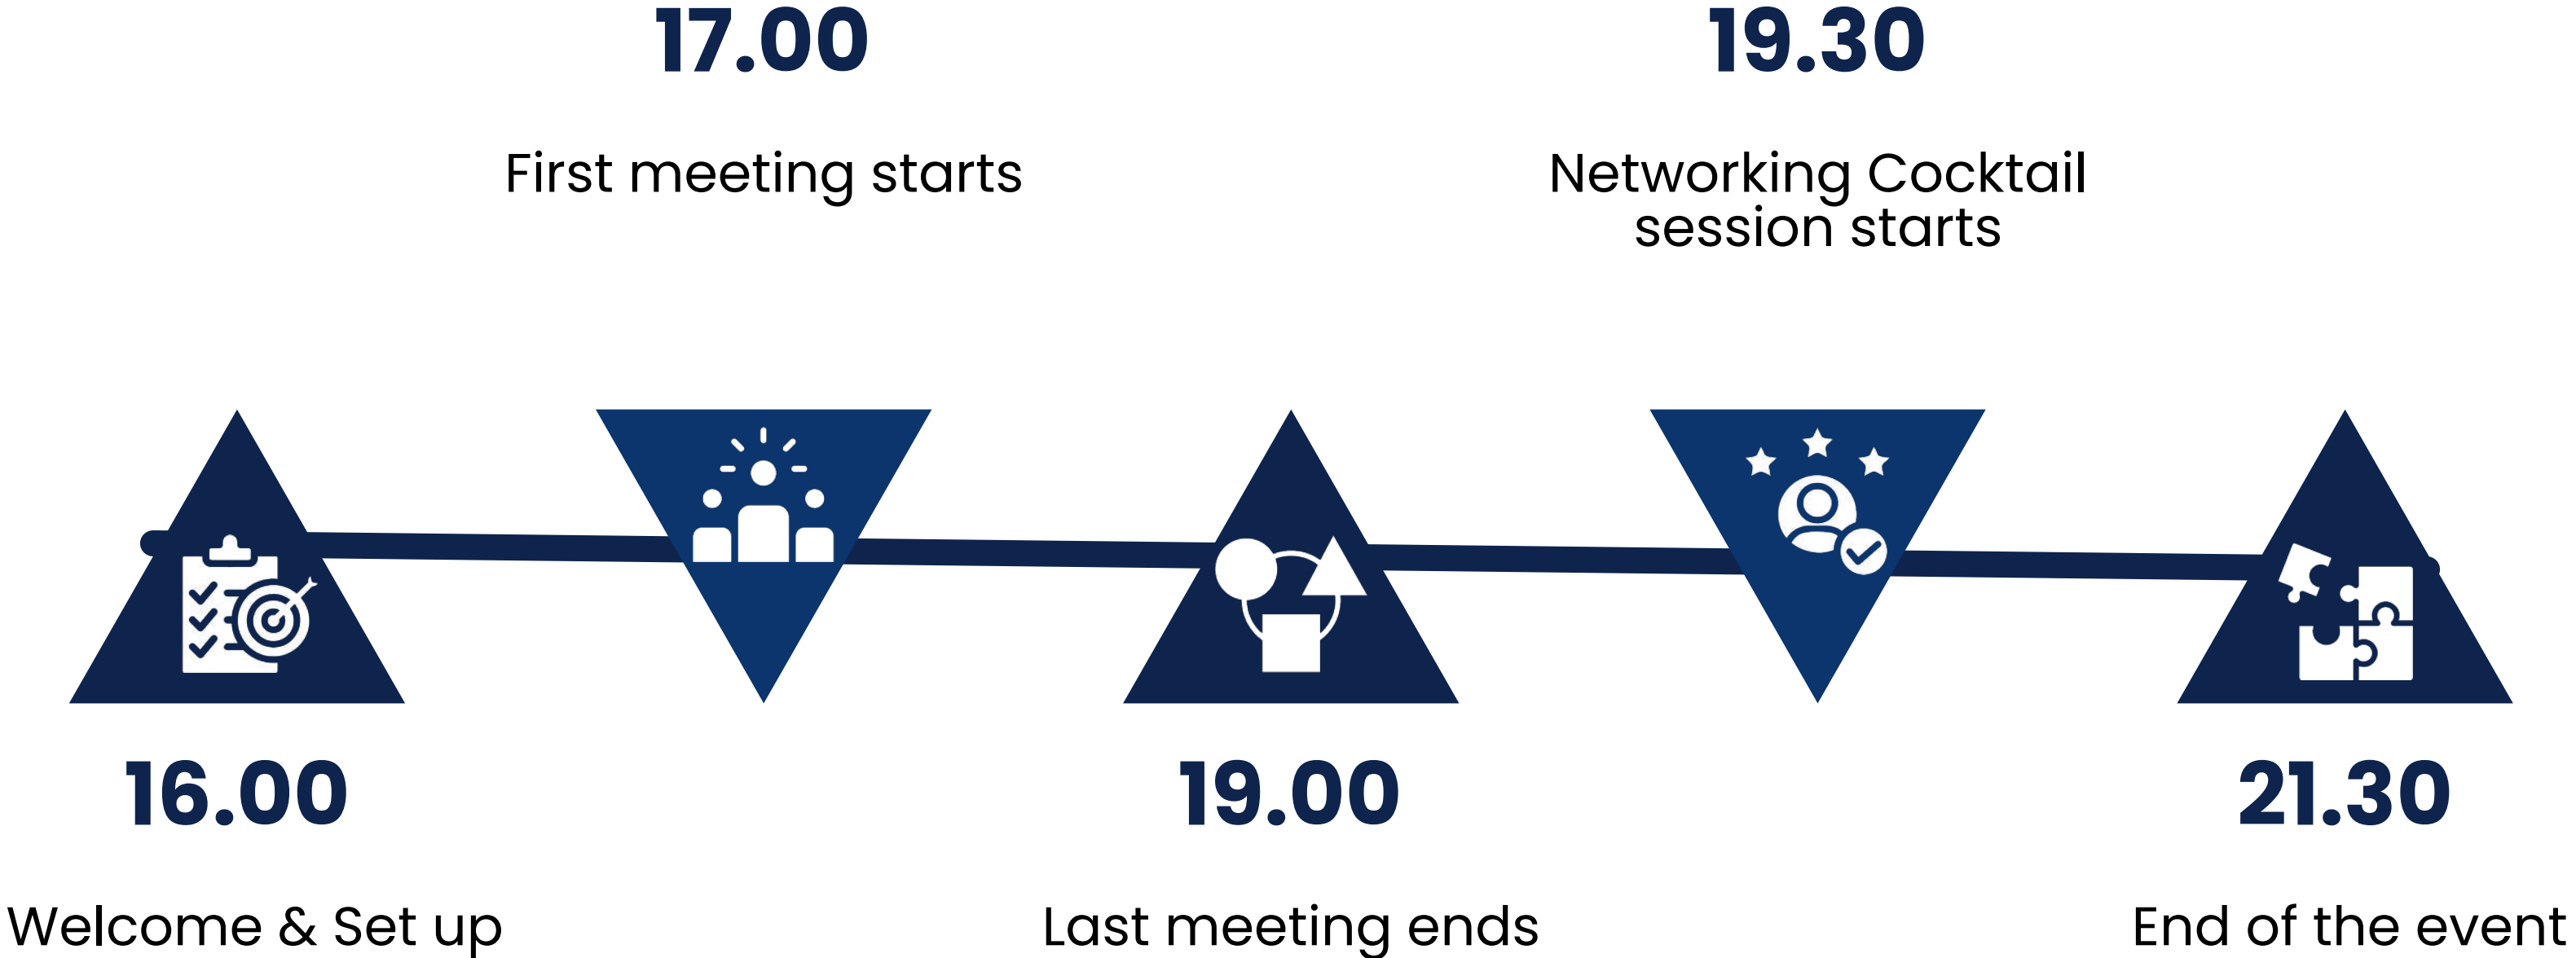 17.00
First meeting starts
19.30
Networking Cocktail
session starts
16.00
Welcome & Set up
19.00
Last meeting ends
21.30
End of the event